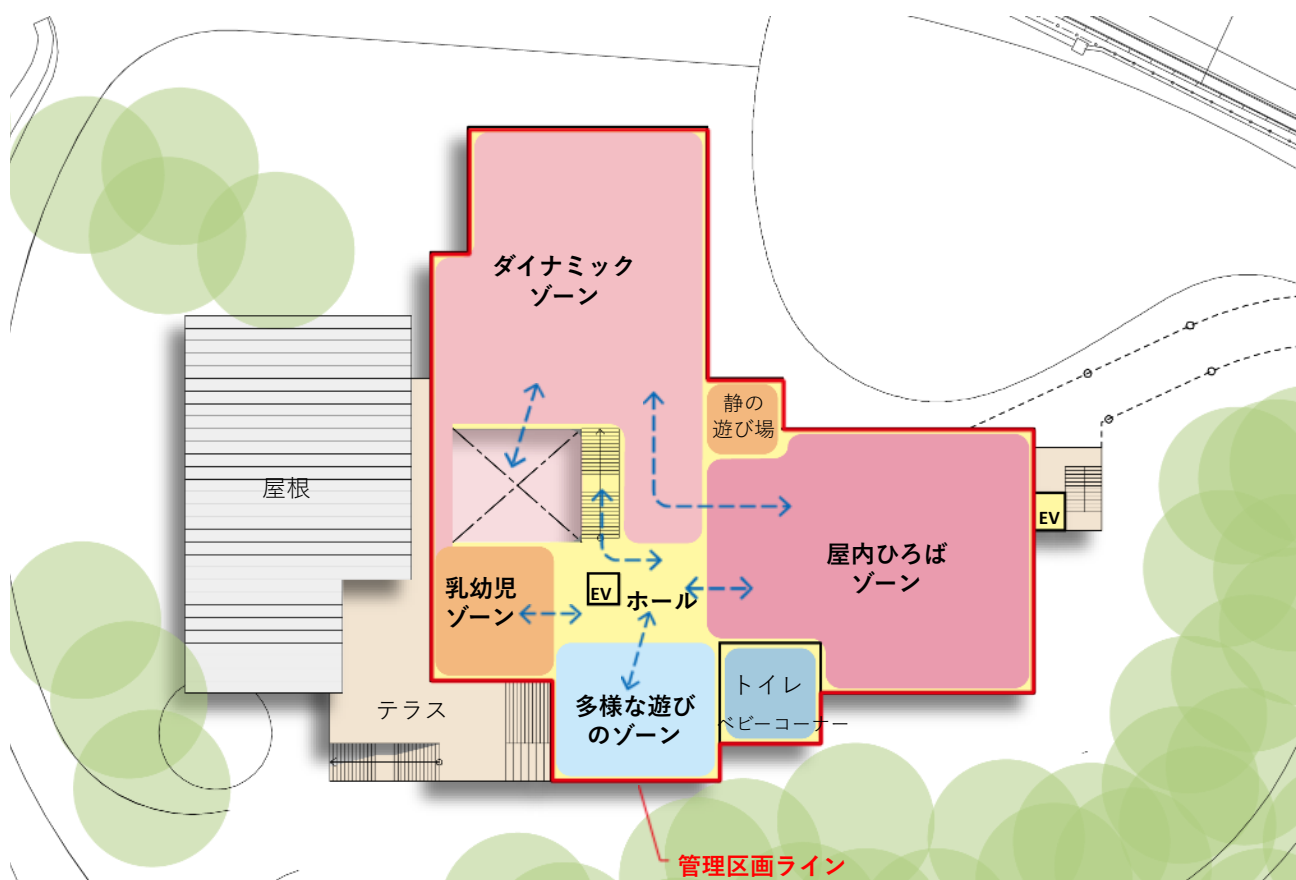 ダイナミック
ゾーン
静の
遊び場
屋根
EV
屋内ひろば
ゾーン
乳幼児
ゾーン
EV
ホール
トイレ
ベビーコーナー
多様な遊び
のゾーン
テラス
管理区画ライン